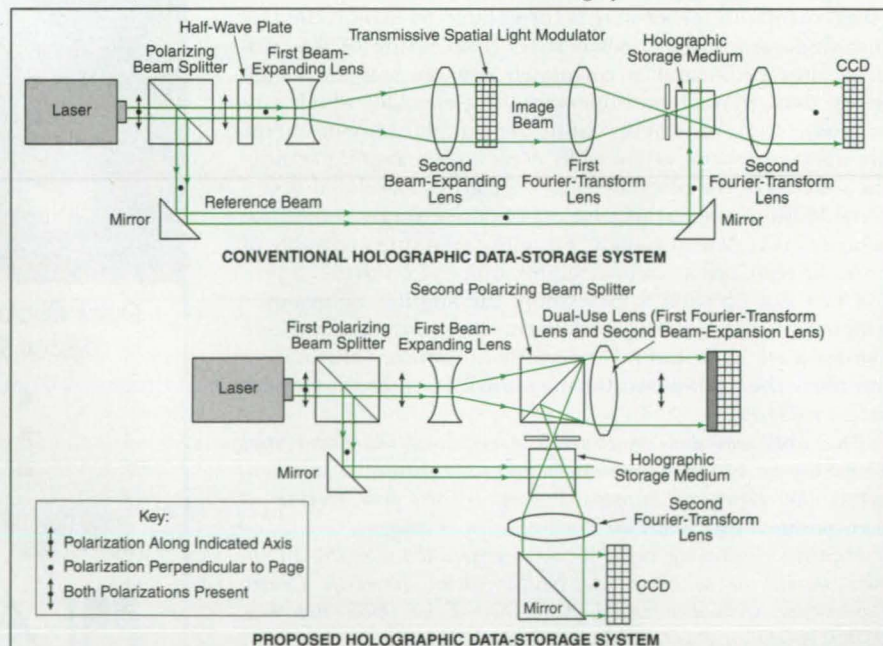 Half-Wave Plate
Polarizing
Beam Splitter
First Beam-
Expanding Lens
Transmissive Spatial Light Modulator
Holographic
Storage Medium
CCD
Laser
Image
Beam
Second
Beam-Expanding
Lens
First
Fourier-Transform
Lens
Second
Fourier-Transform
Lens
Mirror
Reference Beam
Mirror
CONVENTIONAL HOLOGRAPHIC DATA-STORAGE SYSTEM
Second Polarizing Beam Splitter
Dual-Use Lens (First Fourier-Transform
Lens and Second Beam-Expansion Lens)
First Polarizing
Beam Splitter
First Beam-
Expanding Lens
Laser
Mirror
Holographic
Storage Medium
Second
Fourier-Transform
Lens
Mirror
CCD
Key:
Polarization Along Indicated Axis
Polarization Perpendicular to Page
Both Polarizations Present
PROPOSED HOLOGRAPHIC DATA-STORAGE SYSTEM